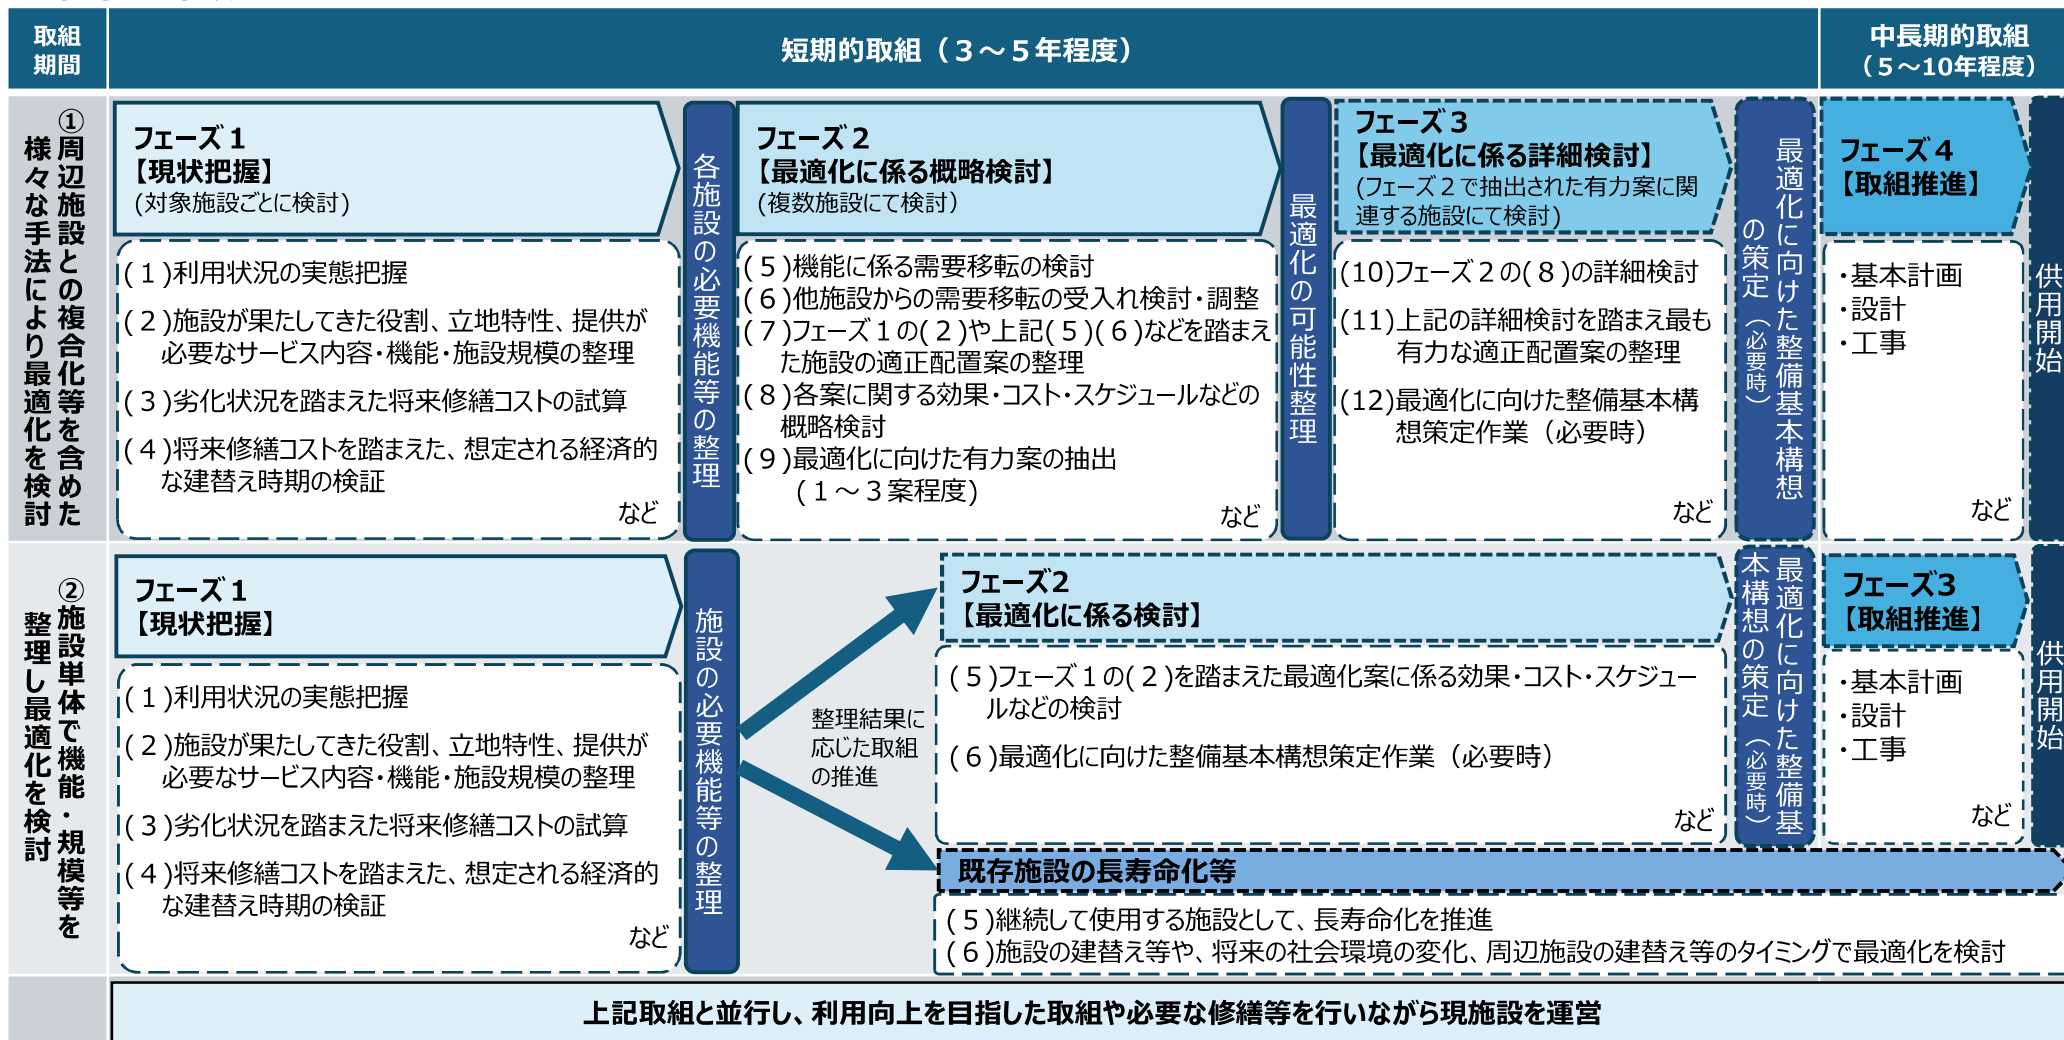 取組
期間
短期的取組（３～５年程度）
中長期的取組
（５～10年程度）
①周辺施設との複合化等を含めた
様々な手法により最適化を検討
フェーズ１
【現状把握】
(対象施設ごとに検討)
(１)利用状況の実態把握
(２)施設が果たしてきた役割、立地特性、提供が
必要なサービス内容・機能・施設規模の整理
(３)劣化状況を踏まえた将来修繕コストの試算
(４)将来修繕コストを踏まえた、想定される経済的
な建替え時期の検証
など
各施設の必要機能等の整理
フェーズ２
【最適化に係る概略検討】
(複数施設にて検討)
(５)機能に係る需要移転の検討
(６)他施設からの需要移転の受入れ検討・調整
(７)フェーズ１の(２)や上記(５)(６)などを踏まえ
た施設の適正配置案の整理
(８)各案に関する効果・コスト・スケジュールなどの
概略検討
(９)最適化に向けた有力案の抽出
(１～３案程度)
など
最適化の可能性整理
フェーズ３
【最適化に係る詳細検討】
(フェーズ２で抽出された有力案に関
連する施設にて検討)
(10)フェーズ２の(８)の詳細検討
(11)上記の詳細検討を踏まえ最も
有力な適正配置案の整理
(12)最適化に向けた整備基本構
想策定作業（必要時）
など
最適化に向けた整備基本構想
の策定（必要時）
フェーズ４
【取組推進】
・基本計画
・設計
・工事
など
供用開始
②施設単体で機能・規模等を
整理し最適化を検討
フェーズ１
【現状把握】
(１)利用状況の実態把握
(２)施設が果たしてきた役割、立地特性、提供が
必要なサービス内容・機能・施設規模の整理
(３)劣化状況を踏まえた将来修繕コストの試算
(４)将来修繕コストを踏まえた、想定される経済的
な建替え時期の検証
など
施設の必要機能等の整理
整理結果に
応じた取組
の推進
フェーズ2
【最適化に係る検討】
(５)フェーズ１の(２)を踏まえた最適化案に係る効果・コスト・スケジュー
ルなどの検討
(６)最適化に向けた整備基本構想策定作業（必要時）
など
最適化に向けた整備基
本構想の策定（必要時）
フェーズ3
【取組推進】
・基本計画
・設計
・工事
など
供用開始
既存施設の長寿命化等
(５)継続して使用する施設として、長寿命化を推進
(６)施設の建替え等や、将来の社会環境の変化、周辺施設の建替え等のタイミングで最適化を検討
上記取組と並行し、利用向上を目指した取組や必要な修繕等を行いながら現施設を運営